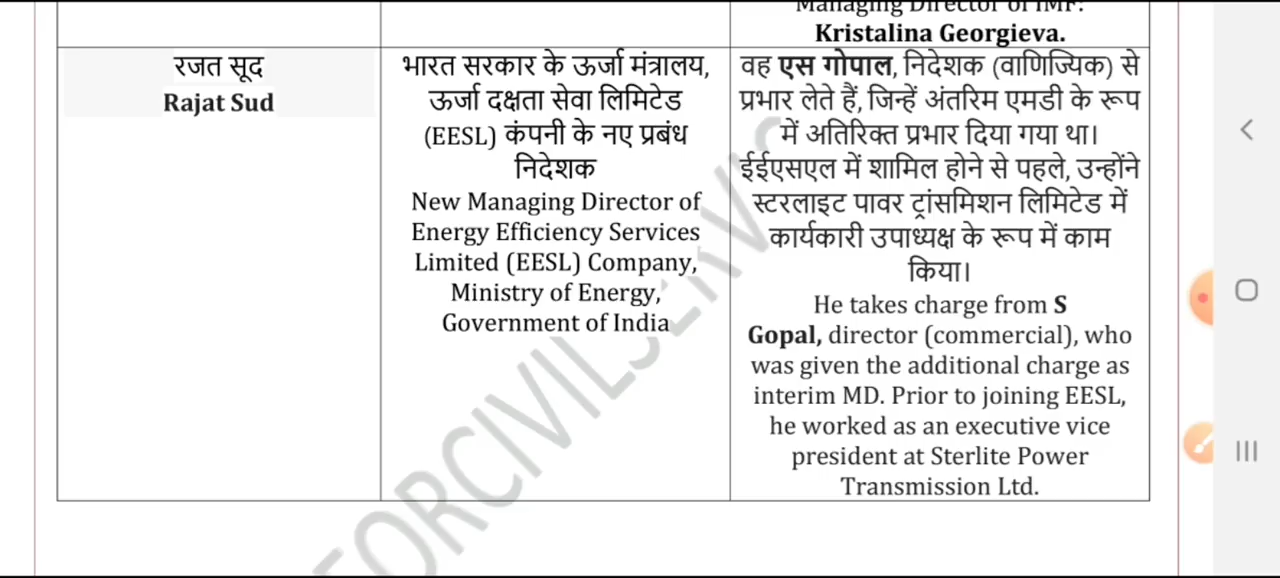 Managing Director of IMF:
Kristalina Georgieva.
रजत सूद
Rajat Sud
भारत सरकार के ऊर्जा मंत्रालय,
ऊर्जा दक्षता सेवा लिमिटेड
(EESL) कंपनी के नए प्रबंध
निदेशक
New Managing Director of
Energy Efficiency Services
Limited (EESL) Company,
Ministry of Energy,
Government of India
वह एस गोपाल, निदेशक (वाणिज्यिक) से
प्रभार लेते हैं, जिन्हें अंतरिम एमडी के रूप
में अतिरिक्त प्रभार दिया गया था।
ईईएसएल में शामिल होने से पहले, उन्होंने
स्टरलाइट पावर ट्रांसमिशन लिमिटेड में
कार्यकारी उपाध्यक्ष के रूप में काम
किया।
He takes charge from S
Gopal, director (commercial), who
was given the additional charge as
interim MD. Prior to joining EESL,
he worked as an executive vice
president at Sterlite Power
Transmission Ltd.